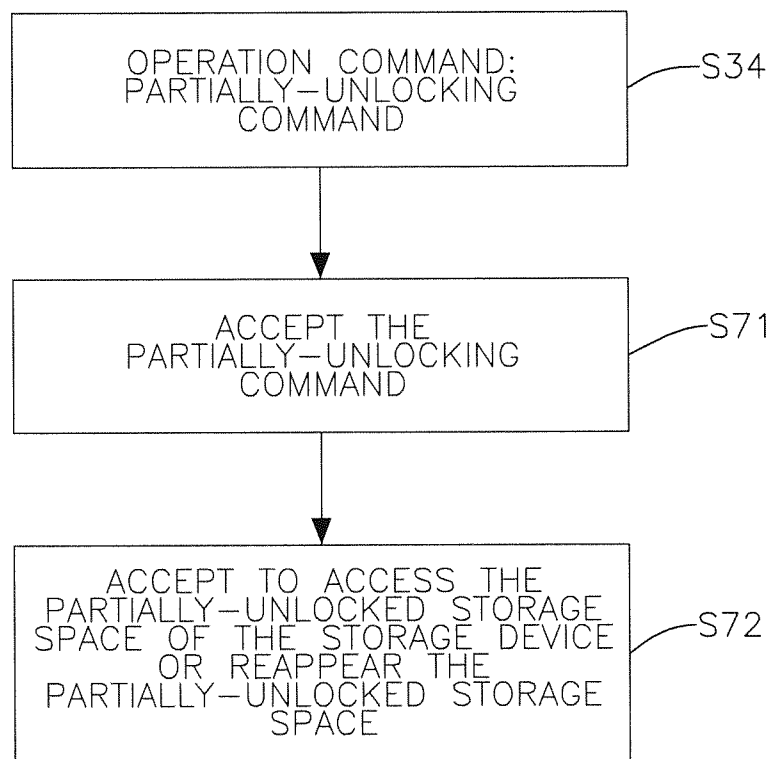 OPERATION COMMAND:
PARTIALLY-UNLOCKING
COMMAND
S34
ACCEPT THE
PARTIALLY-UNLOCKING
COMMAND
S71
ACCEPT TO ACCESS THE
PARTIALLY-UNLOCKED STORAGE
SPACE OF THE STORAGE DEVICE
OR REAPPEAR THE
PARTIALLY-UNLOCKED STORAGE
SPACE
S72